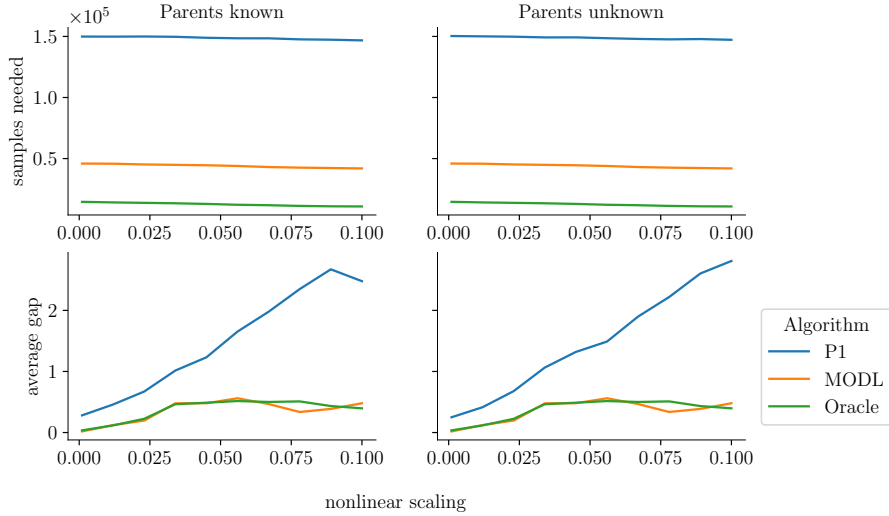 Parents known
Parents unknown
×10⁵
1.5
1.0
0.5
samples needed
0.000 0.025 0.050 0.075 0.100
0.000 0.025 0.050 0.075 0.100
2
1
0
average gap
0.000 0.025 0.050 0.075 0.100
0.000 0.025 0.050 0.075 0.100
nonlinear scaling
Algorithm
P1
MODL
Oracle